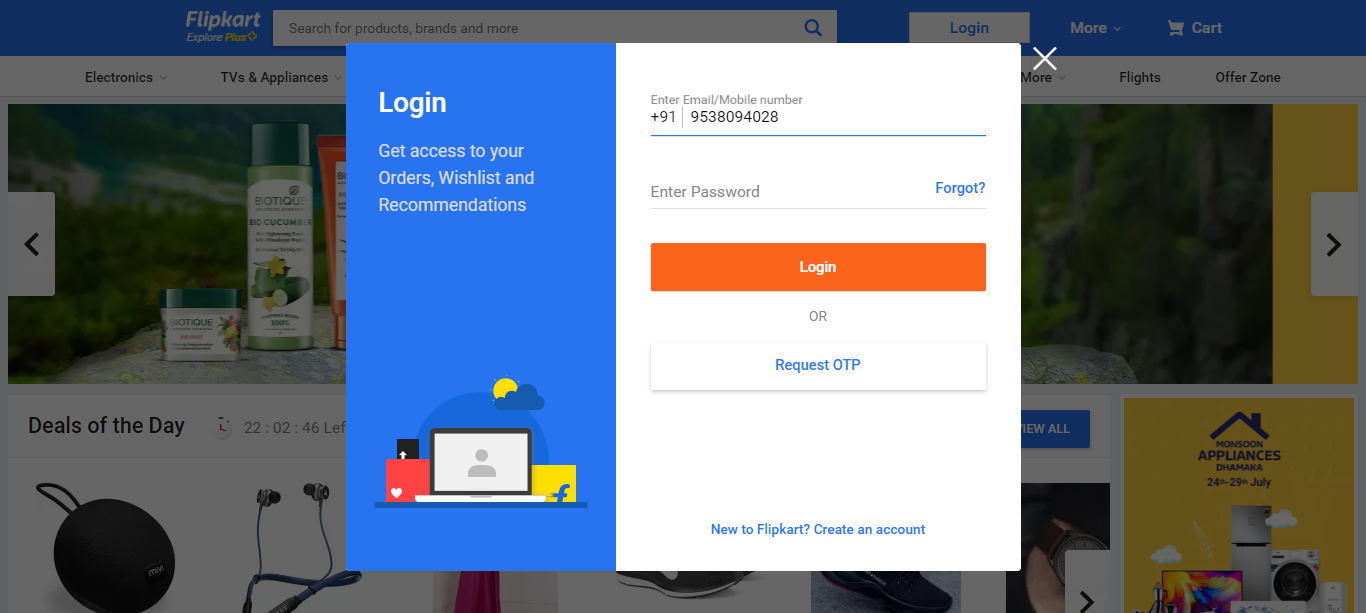 Flipkart
Explore Plus
Search for products, brands and more
Login
More
Cart
Electronics
TVs & Appliances
More
Flights
Offer Zone
Login
Get access to your
Orders, Wishlist and
Recommendations
Enter Email/Mobile number
+91 9538094028
Enter Password
Forgot?
Login
OR
Request OTP
New to Flipkart? Create an account
BIOTIQUE
BIO CUCUMBER
100%
BIOTIQUE
Deals of the Day
22 : 02 : 46 Lef
VIEW ALL
MONSOON
APPLIANCES
DHAMAKA
24th-29th July
mivi